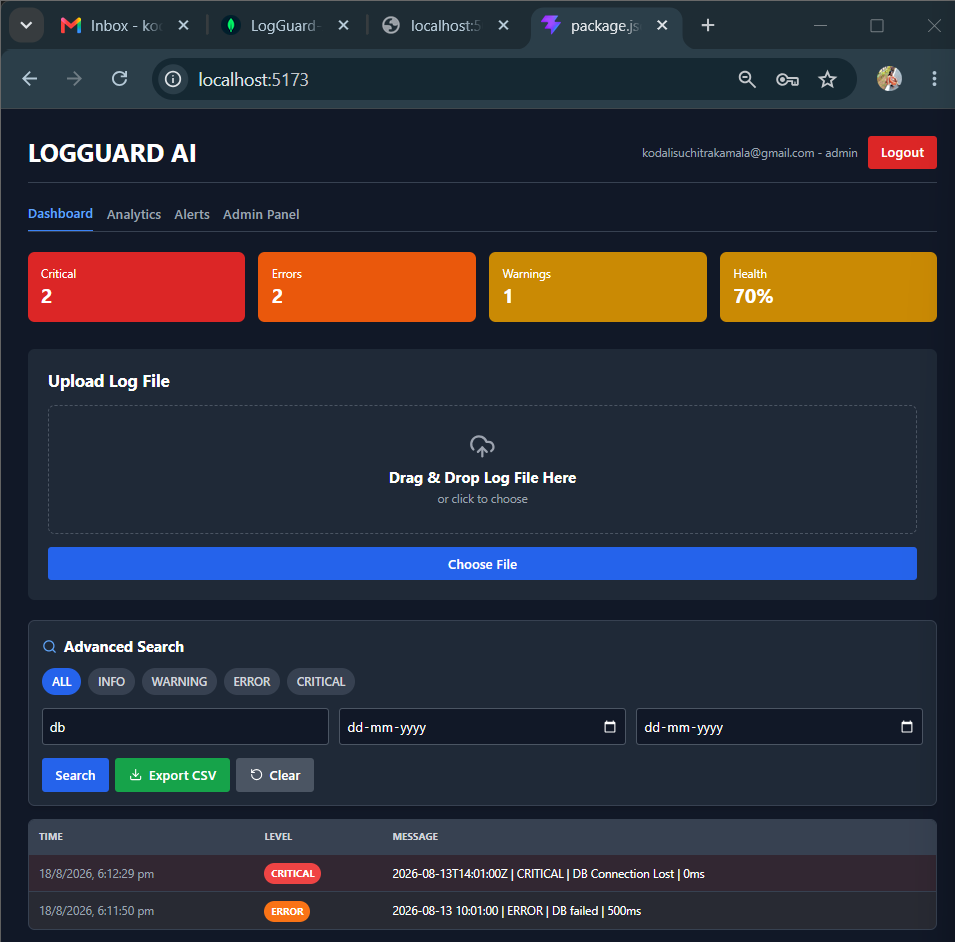 Inbox - ko
LogGuard-
localhost:5
package.js
localhost:5173
LOGGUARD AI
kodalisuchitrakamala@gmail.com - admin
Logout
Dashboard Analytics Alerts Admin Panel
Critical
2
Errors
2
Warnings
1
Health
70%
Upload Log File
Drag & Drop Log File Here
or click to choose
Choose File
Advanced Search
ALL INFO WARNING ERROR CRITICAL
db dd-mm-yyyy dd-mm-yyyy
Search Export CSV Clear
TIME LEVEL MESSAGE
18/8/2026, 6:12:29 pm CRITICAL 2026-08-13T14:01:00Z | CRITICAL | DB Connection Lost | 0ms
18/8/2026, 6:11:50 pm ERROR 2026-08-13 10:01:00 | ERROR | DB failed | 500ms